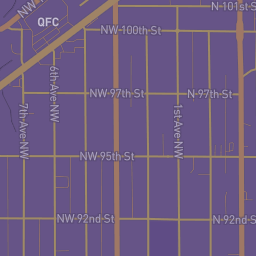 NW
QFC
N 101st S
NW 100th St
6th Ave NW
7th Ave NW
NW 97th St
N 97th St
1st Ave NW
NW 95th St
NW 92nd St
N 92nd St